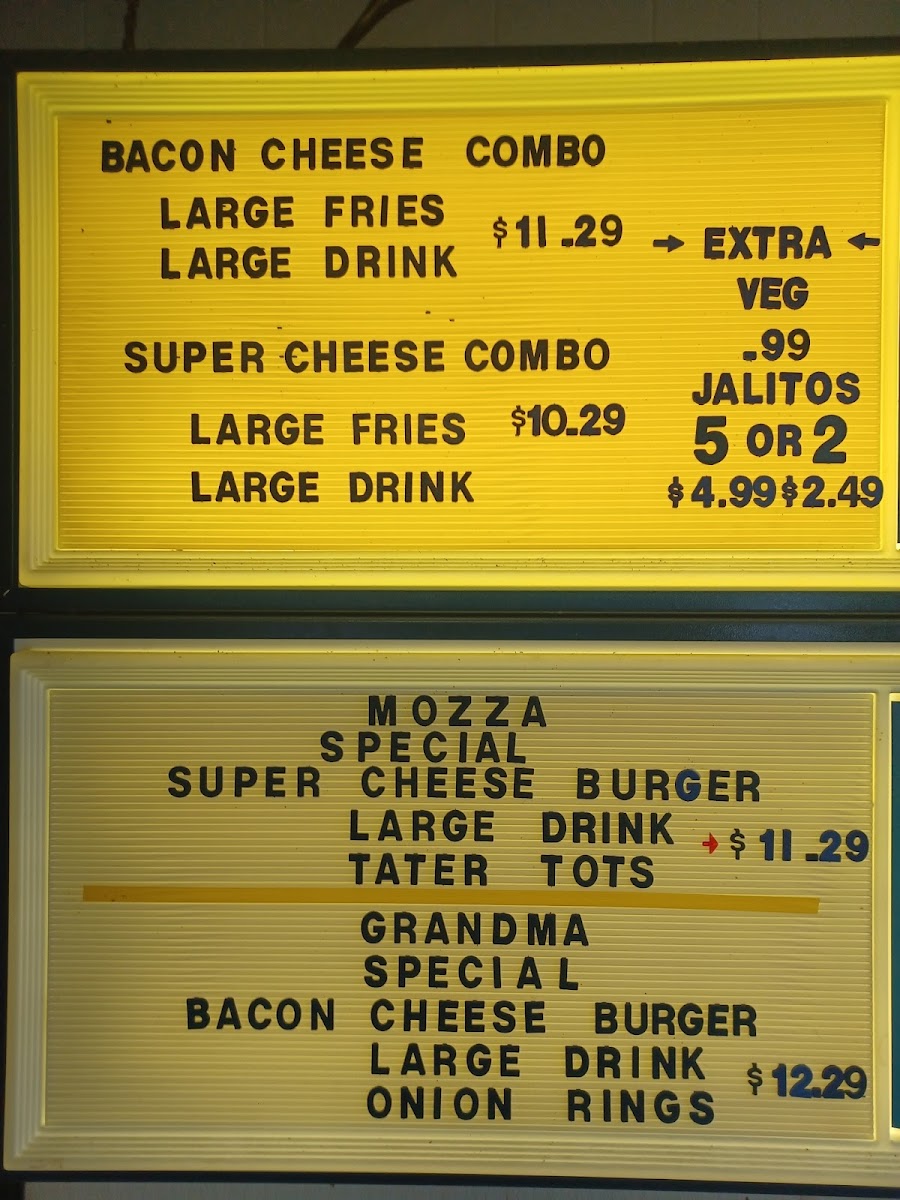 BACON CHEESE COMBO
LARGE FRIES
LARGE DRINK
$11.29
SUPER CHEESE COMBO
LARGE FRIES
LARGE DRINK
$10.29
→ EXTRA ←
VEG
.99
JALITOS
5 OR 2
$4.99 $2.49
MOZZA
SPECIAL
SUPER CHEESE BURGER
LARGE DRINK
TATER TOTS
→ $11.29
GRANDMA
SPECIAL
BACON CHEESE BURGER
LARGE DRINK
ONION RINGS
$12.29